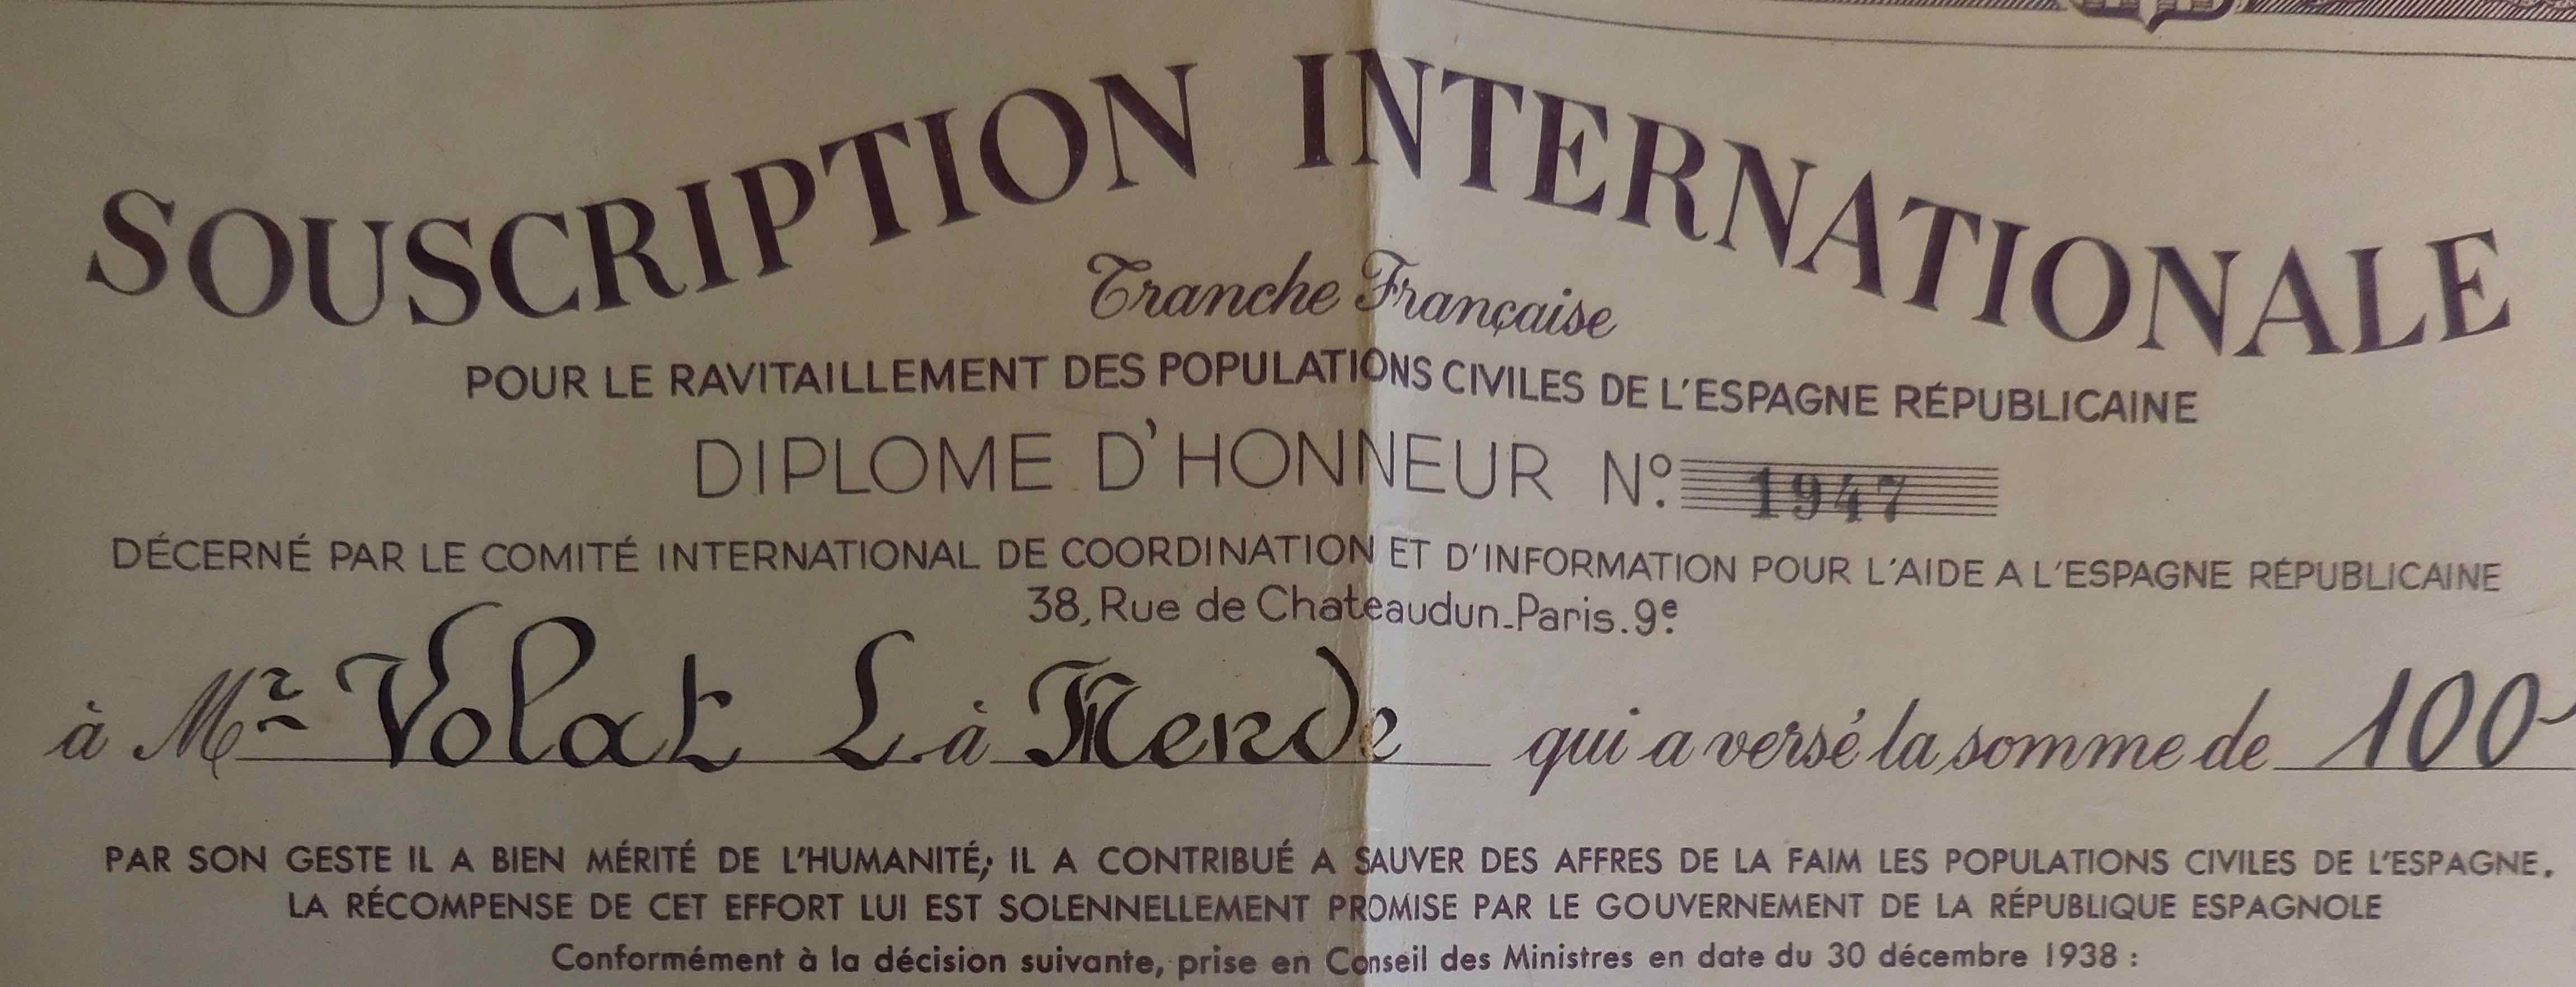 SOUSCRIPTION INTERNATIONALE
Tranche Française
POUR LE RAVITAILLEMENT DES POPULATIONS CIVILES DE L'ESPAGNE RÉPUBLICAINE
DIPLOME D'HONNEUR Nº. 1947
DÉCERNÉ PAR LE COMITÉ INTERNATIONAL DE COORDINATION ET D'INFORMATION POUR L'AIDE A L'ESPAGNE RÉPUBLICAINE
38, Rue de Chateaudun-Paris.9e.
à Mr Volat L. à Mende qui a versé la somme de 100
PAR SON GESTE IL A BIEN MÉRITÉ DE L'HUMANITÉ; IL A CONTRIBUÉ A SAUVER DES AFFRES DE LA FAIM LES POPULATIONS CIVILES DE L'ESPAGNE.
LA RÉCOMPENSE DE CET EFFORT LUI EST SOLENNELLEMENT PROMISE PAR LE GOUVERNEMENT DE LA RÉPUBLIQUE ESPAGNOLE
Conformément à la décision suivante, prise en Conseil des Ministres en date du 30 décembre 1938 :